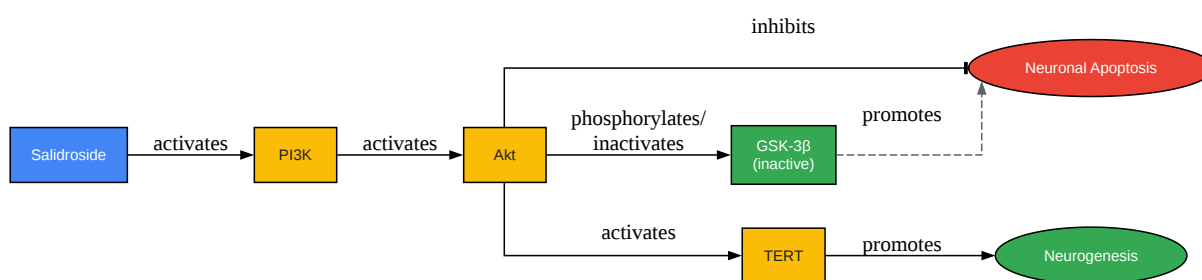 inhibits
Neuronal Apoptosis
phosphorylates/
inactivates
promotes
Salidroside
activates
PI3K
activates
Akt
GSK-3β
(inactive)
activates
TERT
promotes
Neurogenesis